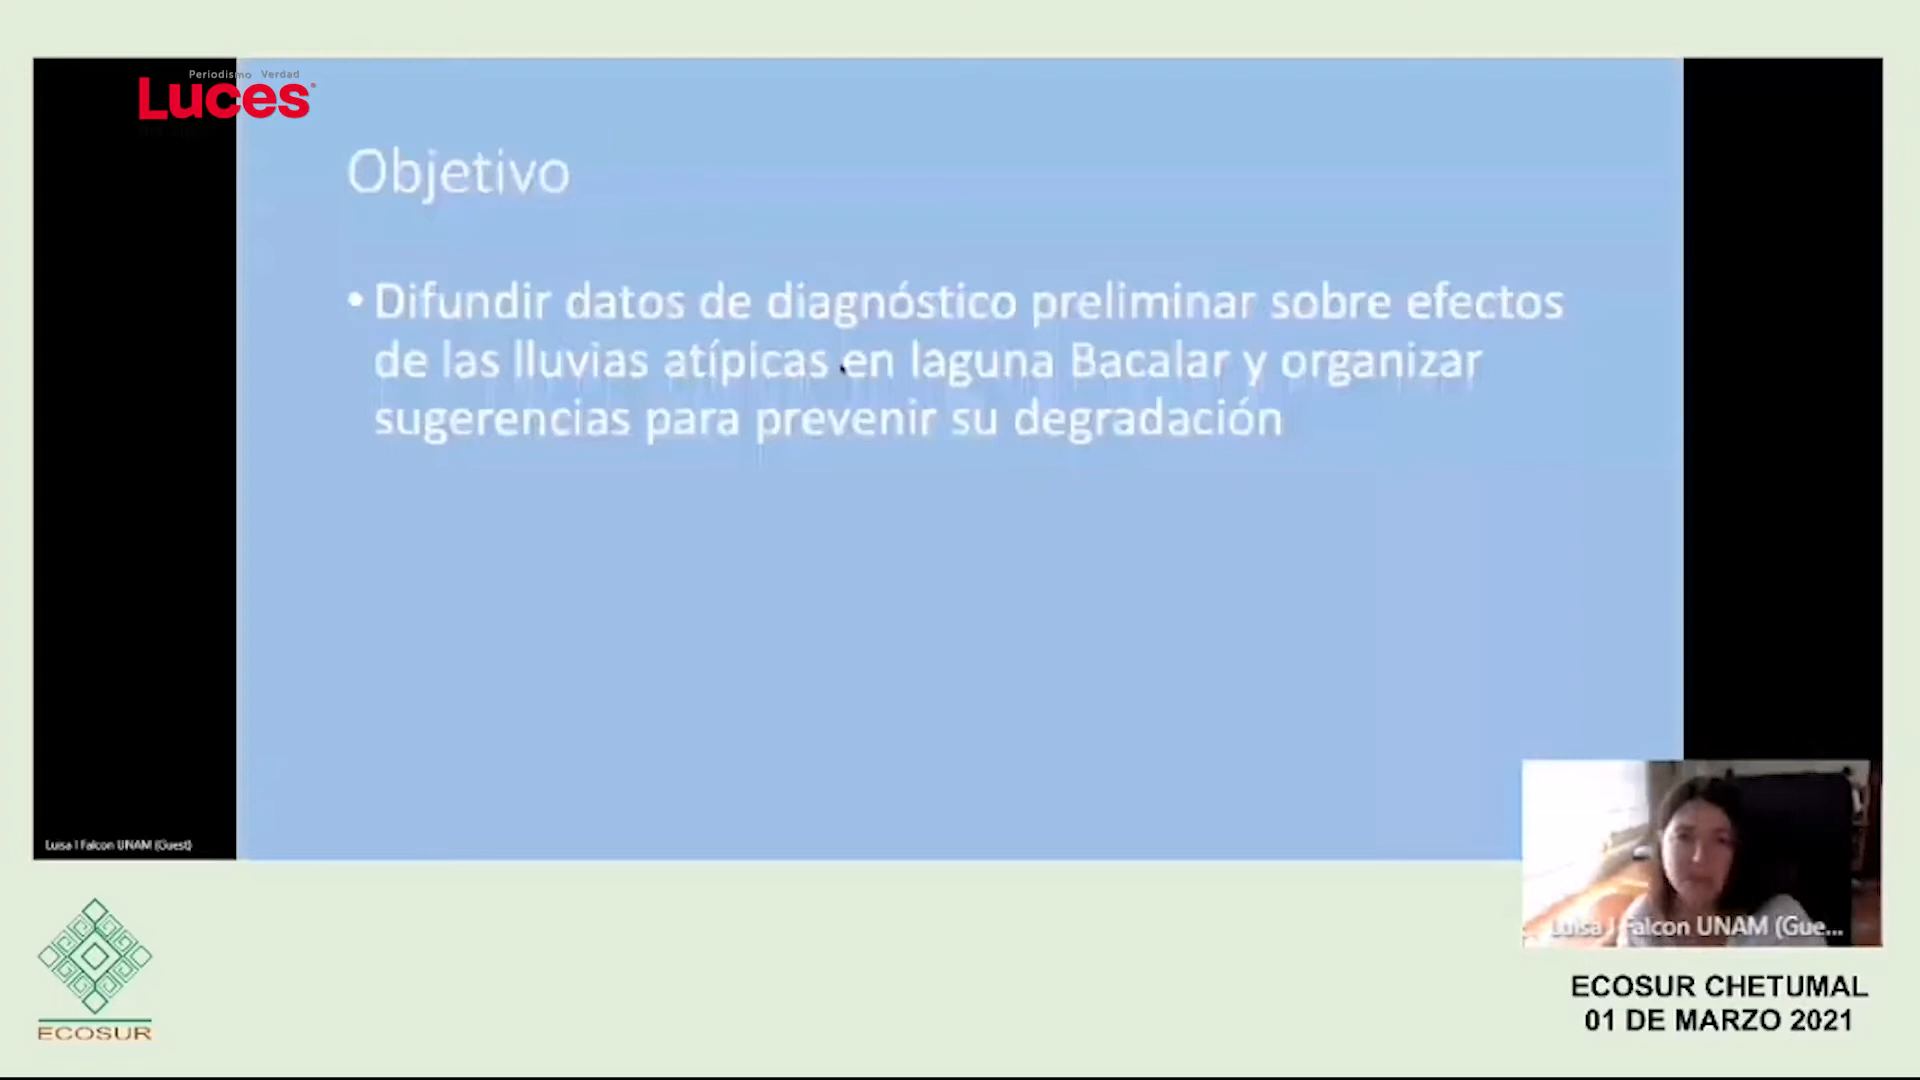 Periodismo Verdad
Luces
Objetivo
• Difundir datos de diagnóstico preliminar sobre efectos
de las lluvias atípicas en laguna Bacalar y organizar
sugerencias para prevenir su degradación
Luisa I Falcon UNAM (Guest)
Luisa I Falcon UNAM (Gue...
ECOSUR
ECOSUR CHETUMAL
01 DE MARZO 2021